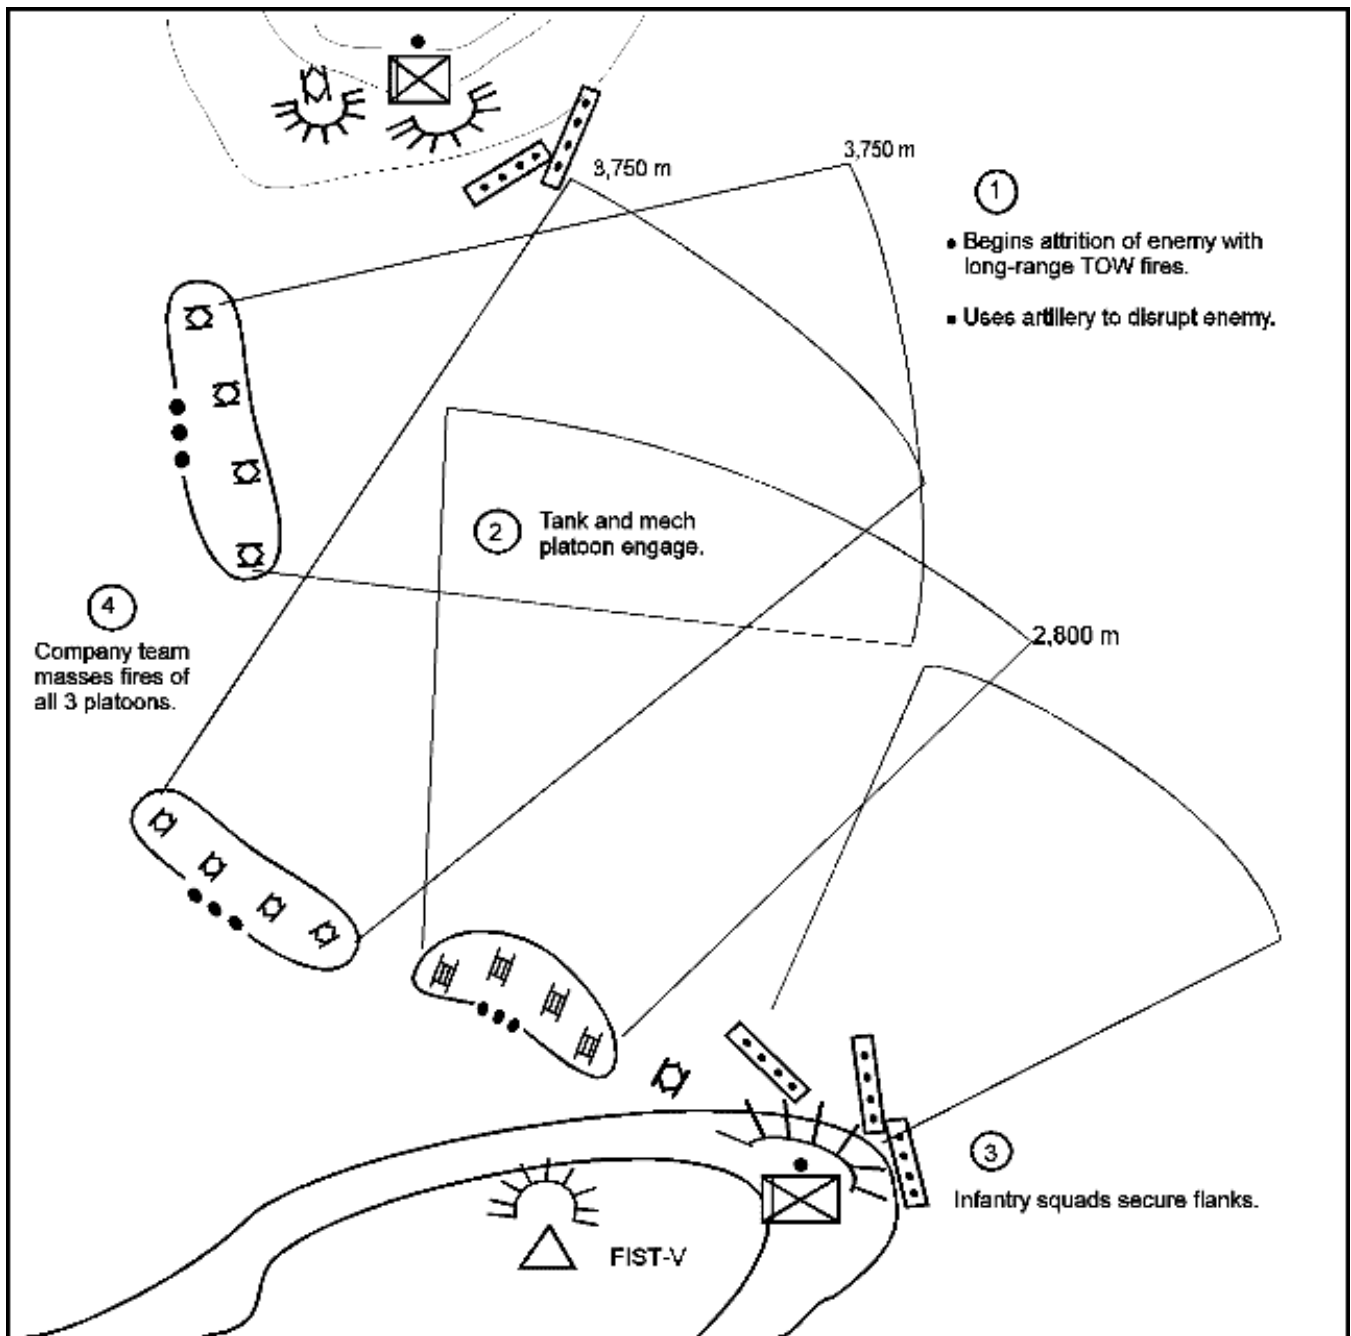 3,750 m
3,750 m
1
• Begins attrition of enemy with
long-range TOW fires.
▪ Uses artillery to disrupt enemy.
2
Tank and mech
platoon engage.
4
Company team
masses fires of
all 3 platoons.
2,800 m
3
Infantry squads secure flanks.
FIST-V